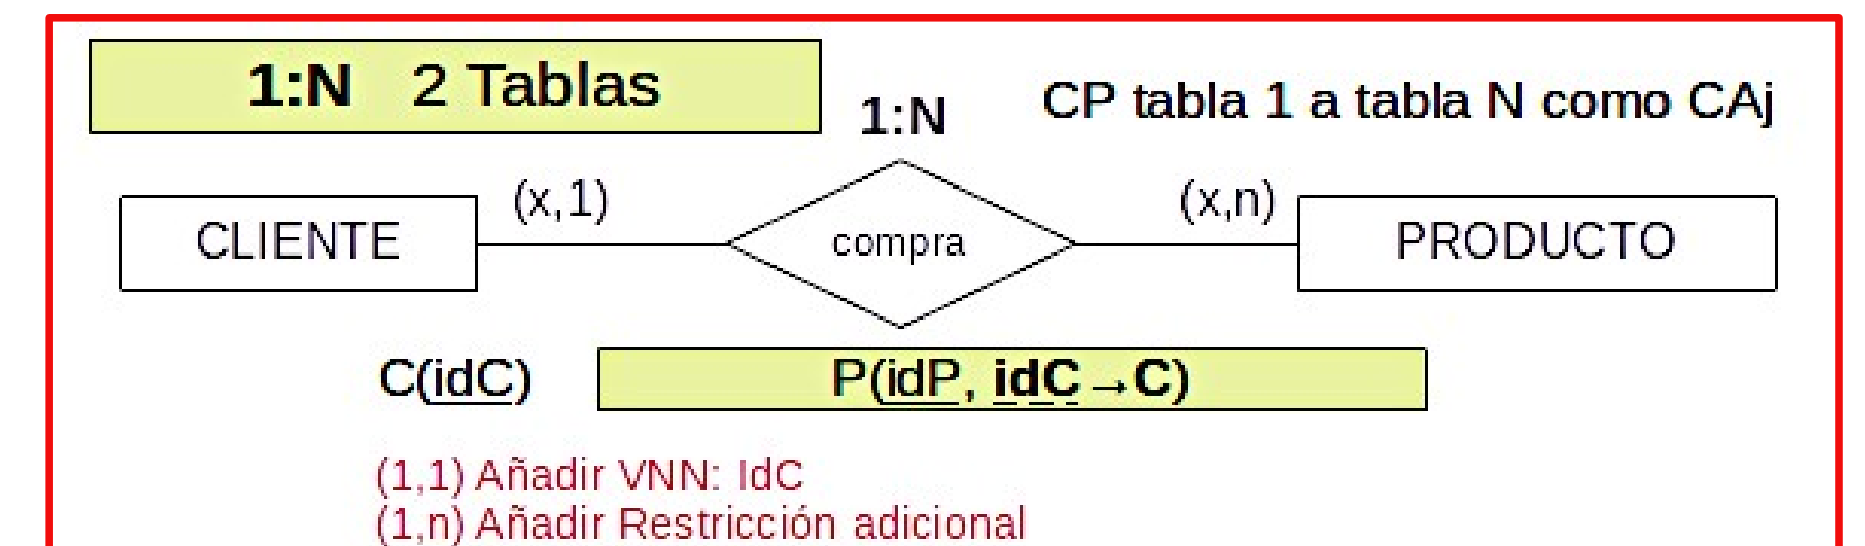 1:N 2 Tablas
1:N
CP tabla 1 a tabla N como CAj
(x,1)
(x,n)
CLIENTE
compra
PRODUCTO
C(idC)
P(idP, idC→C)
(1,1) Añadir VNN: IdC
(1,n) Añadir Restricción adicional